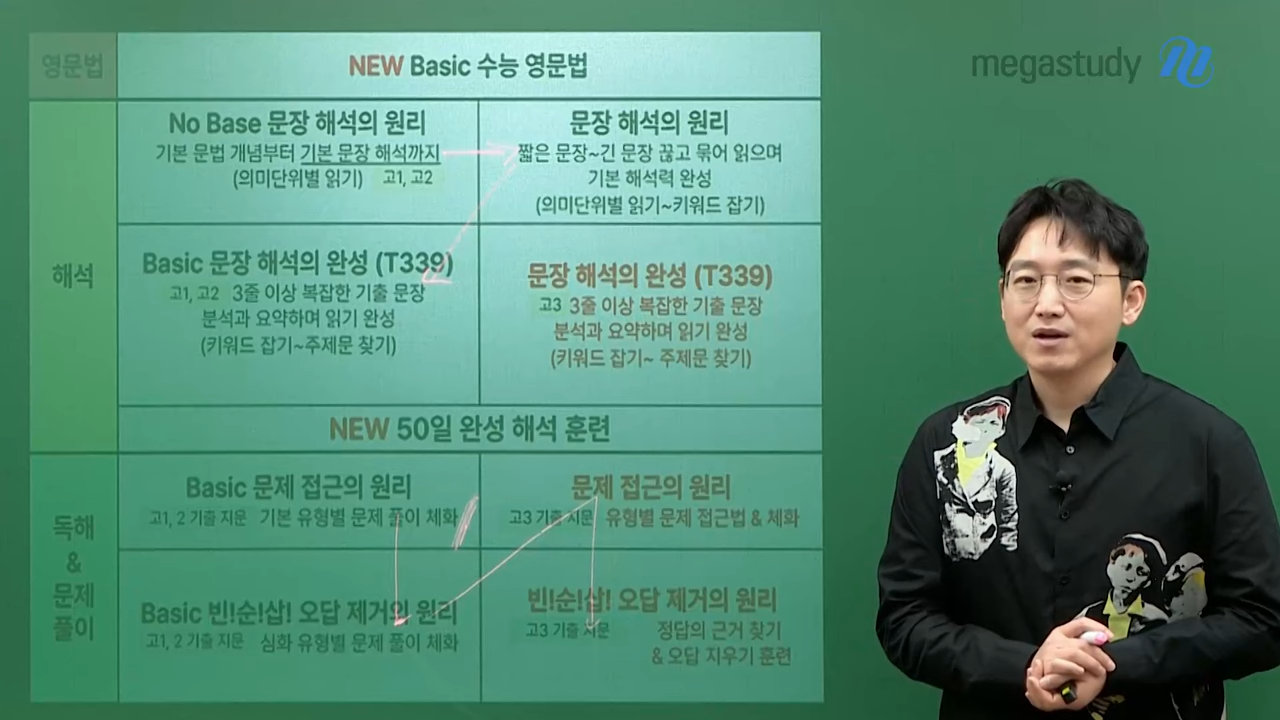 megastudy
영문법
NEW Basic 수능 영문법
해석
No Base 문장 해석의 원리
기본 문법 개념부터 기본 문장 해석까지
(의미단위별 읽기) 고1, 고2
문장 해석의 원리
짧은 문장~긴 문장 끊고 묶어 읽으며
기본 해석력 완성
(의미단위별 읽기~키워드 잡기)
Basic 문장 해석의 완성 (T339)
고1, 고2 3줄 이상 복잡한 기출 문장
분석과 요약하며 읽기 완성
(키워드 잡기~주제문 찾기)
문장 해석의 완성 (T339)
고3 3줄 이상 복잡한 기출 문장
분석과 요약하며 읽기 완성
(키워드 잡기~ 주제문 찾기)
NEW 50일 완성 해석 훈련
독해
&
문제
풀이
Basic 문제 접근의 원리
고1, 2 기출 지문 기본 유형별 문제 풀이 체화
문제 접근의 원리
고3 기출 지문 유형별 문제 접근법 & 체화
Basic 빈!순!삽! 오답 제거의 원리
고1, 2 기출 지문 심화 유형별 문제 풀이 체화
빈!순!삽! 오답 제거의 원리
고3 기출 지문 정답의 근거 찾기
& 오답 지우기 훈련